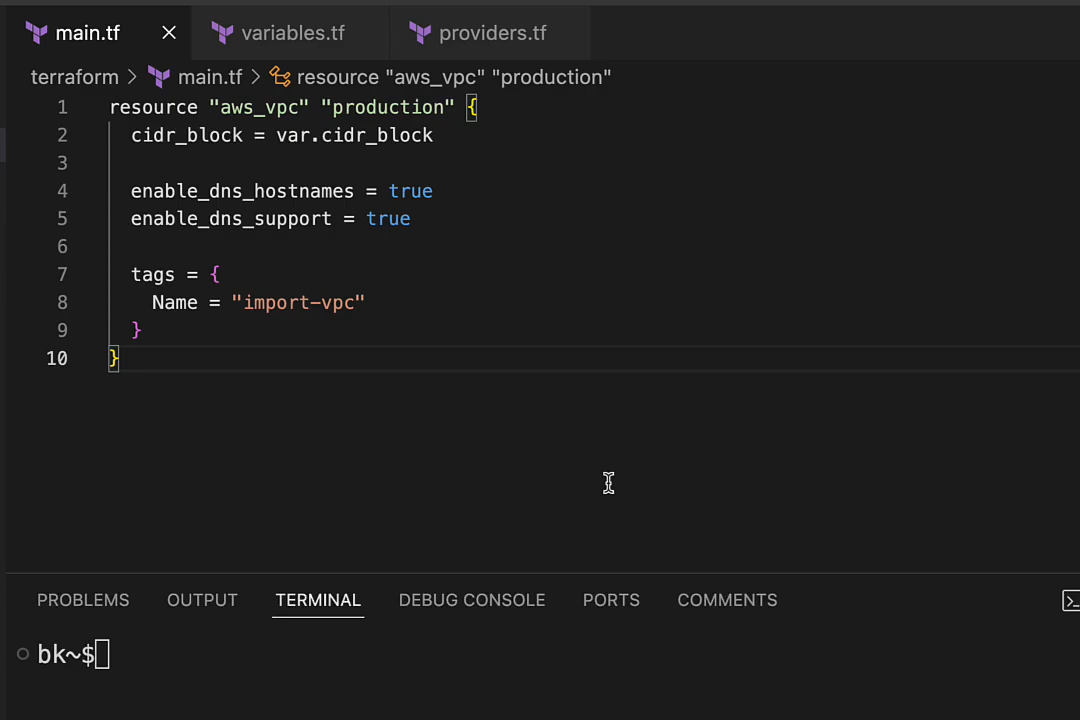 main.tf variables.tf providers.tf
terraform > main.tf > resource "aws_vpc" "production"
1 resource "aws_vpc" "production" {
2   cidr_block = var.cidr_block
3
4   enable_dns_hostnames = true
5   enable_dns_support = true
6
7   tags = {
8     Name = "import-vpc"
9   }
10 }
PROBLEMS OUTPUT TERMINAL DEBUG CONSOLE PORTS COMMENTS
bk~$